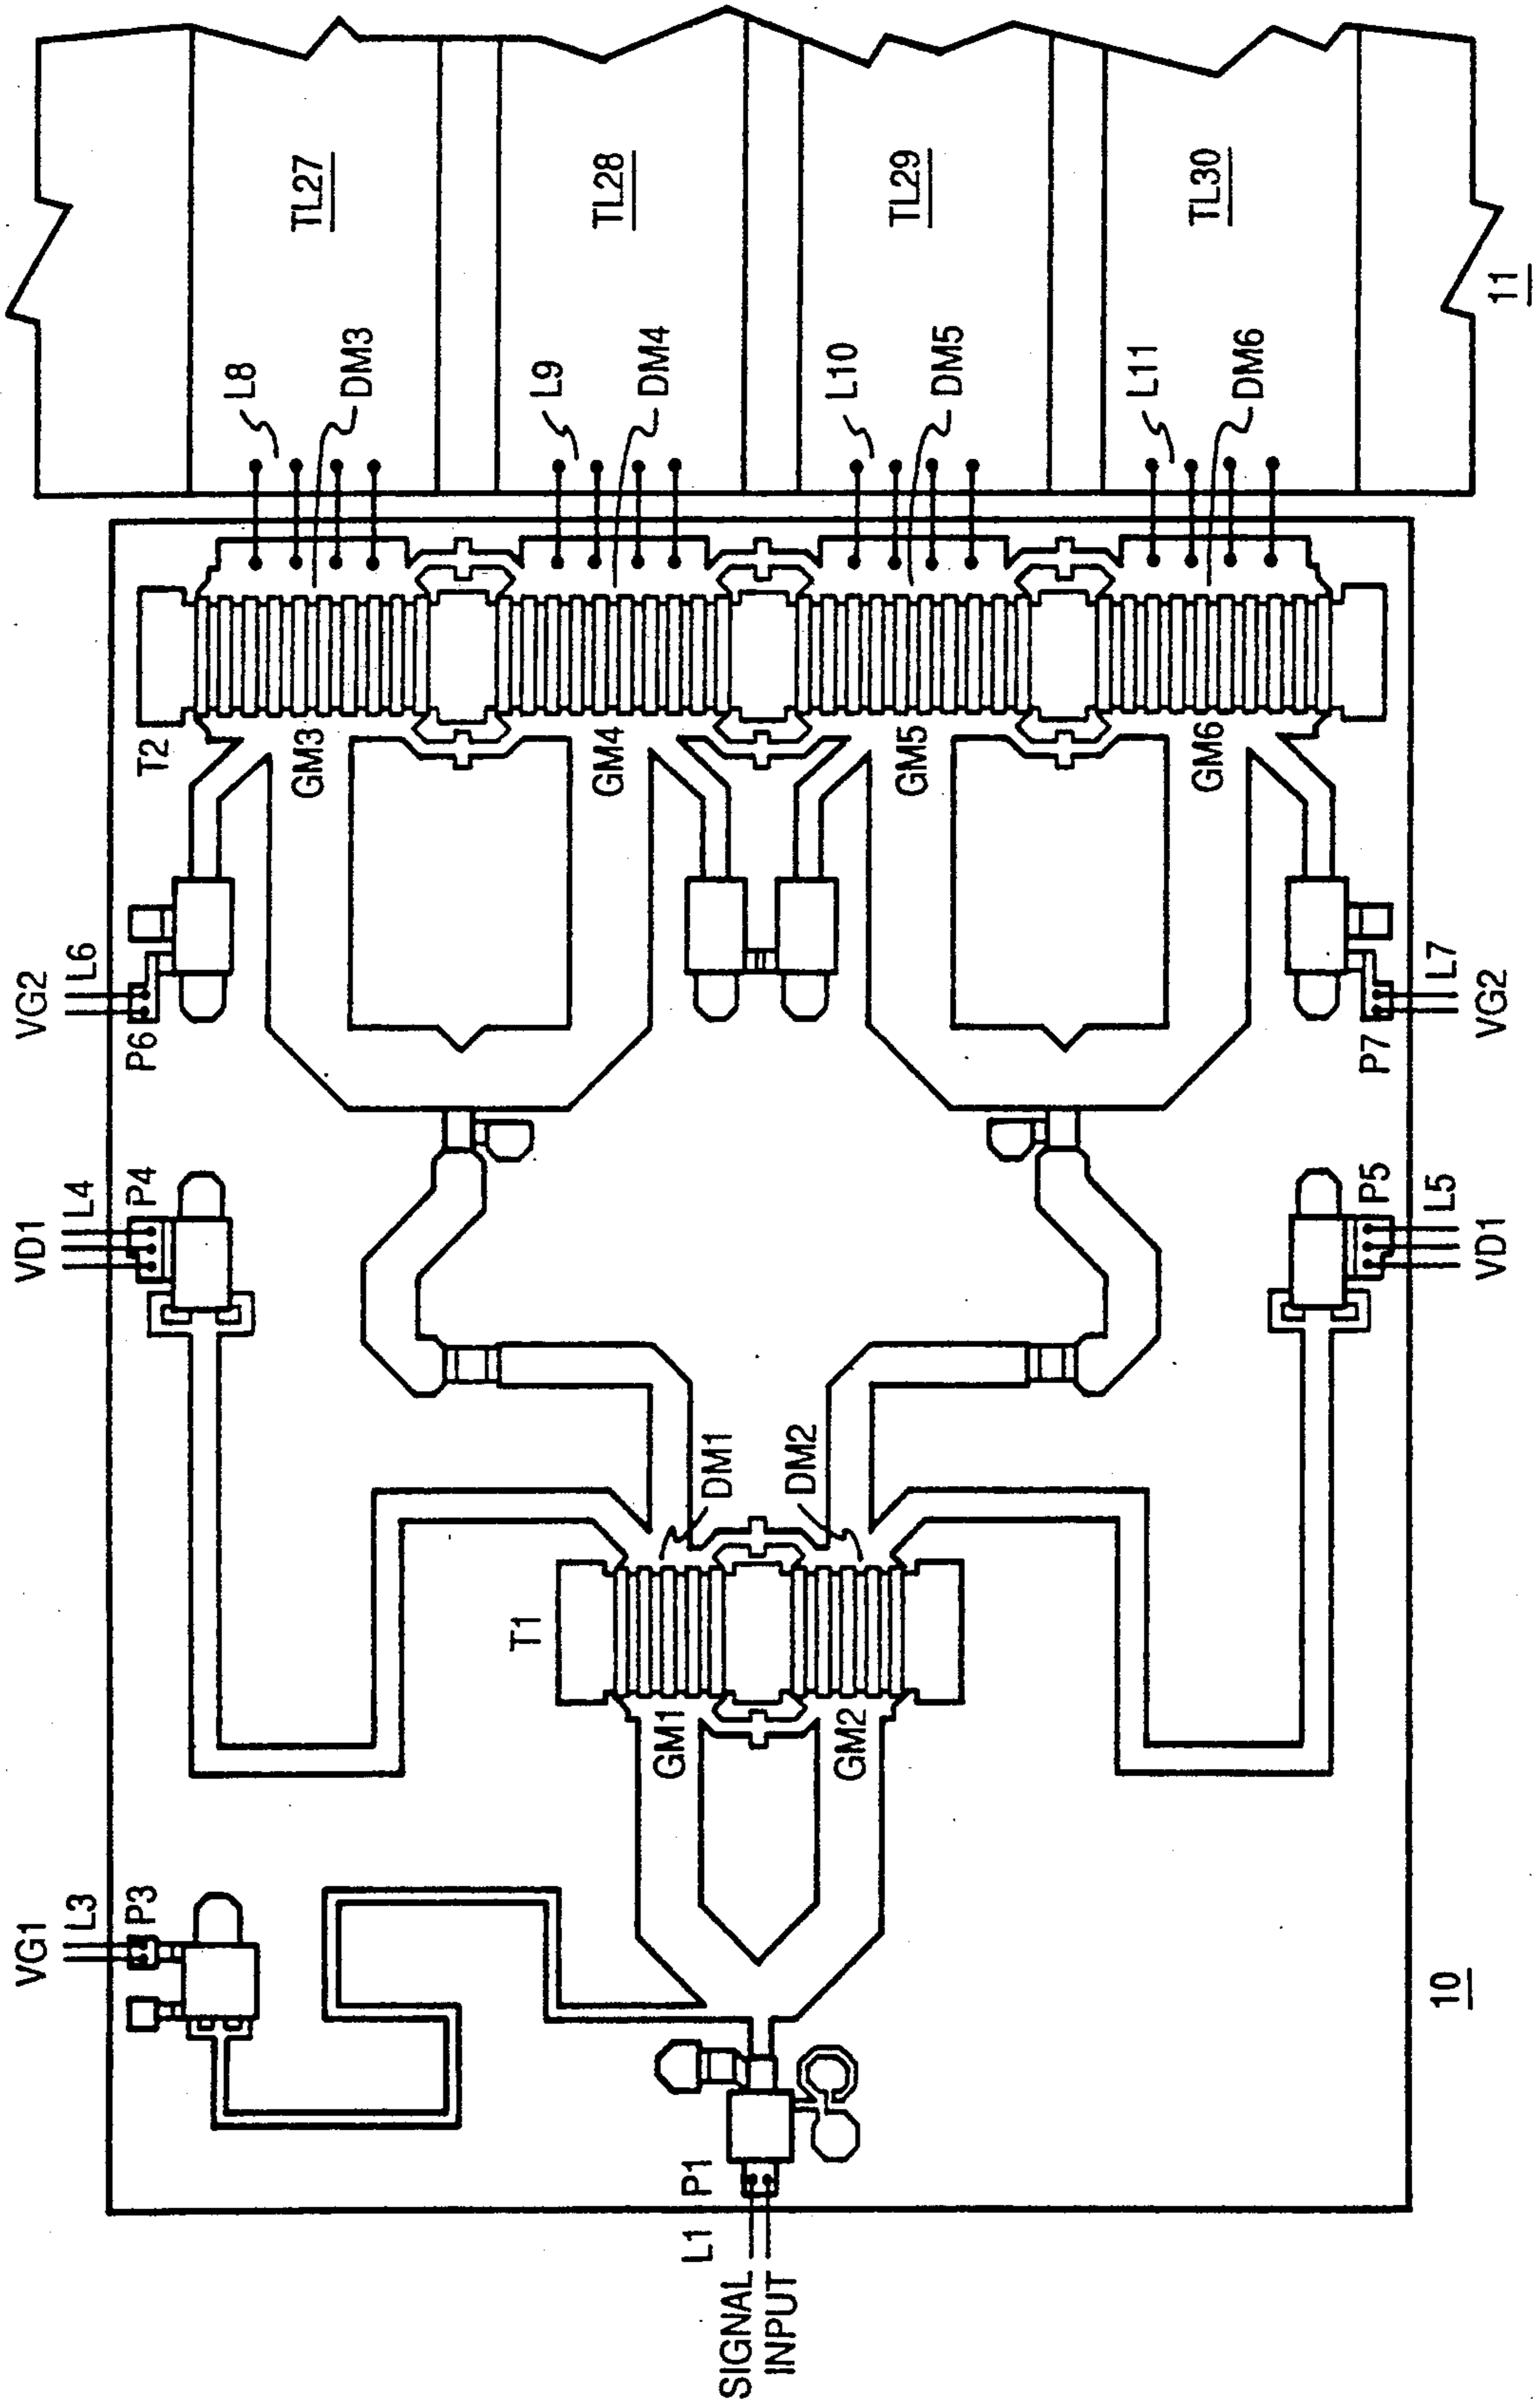 VG1
L3
P3
VD1
L4
P4
VG2
L6
P6
T2
L8
TL27
DM3
GM3
L9
TL28
DM4
GM4
L10
TL29
DM5
GM5
L11
TL30
DM6
GM6
T1
DM1
DM2
GM1
GM2
SIGNAL
INPUT
L1
P1
P5
L5
VD1
P7
L7
VG2
10
11